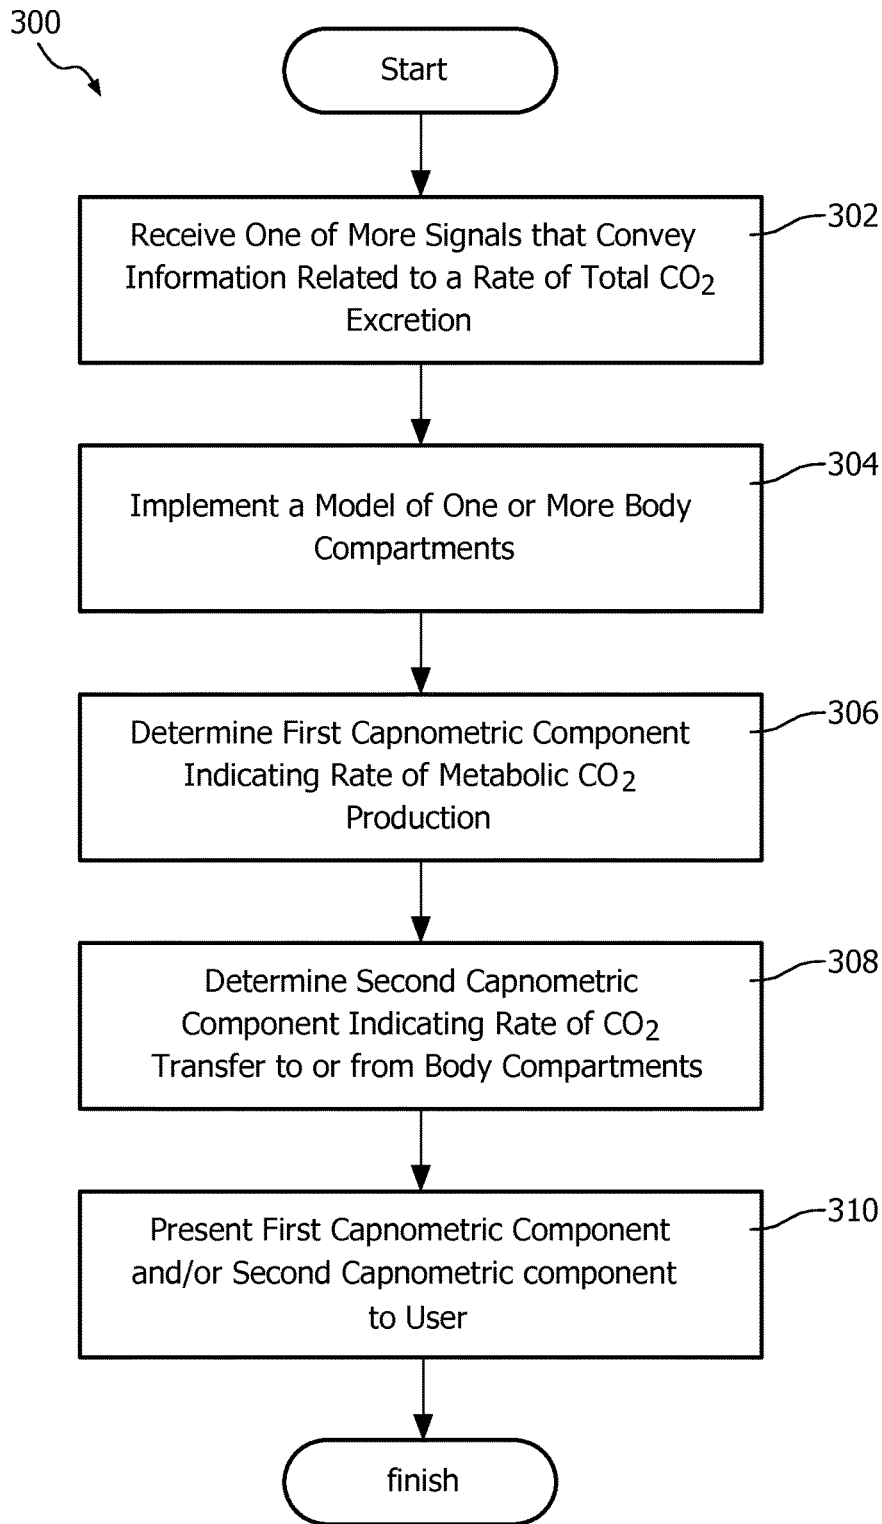 300
Start
302
Receive One of More Signals that Convey
Information Related to a Rate of Total CO₂
Excretion
304
Implement a Model of One or More Body
Compartments
306
Determine First Capnometric Component
Indicating Rate of Metabolic CO₂
Production
308
Determine Second Capnometric
Component Indicating Rate of CO₂
Transfer to or from Body Compartments
310
Present First Capnometric Component
and/or Second Capnometric component
to User
finish